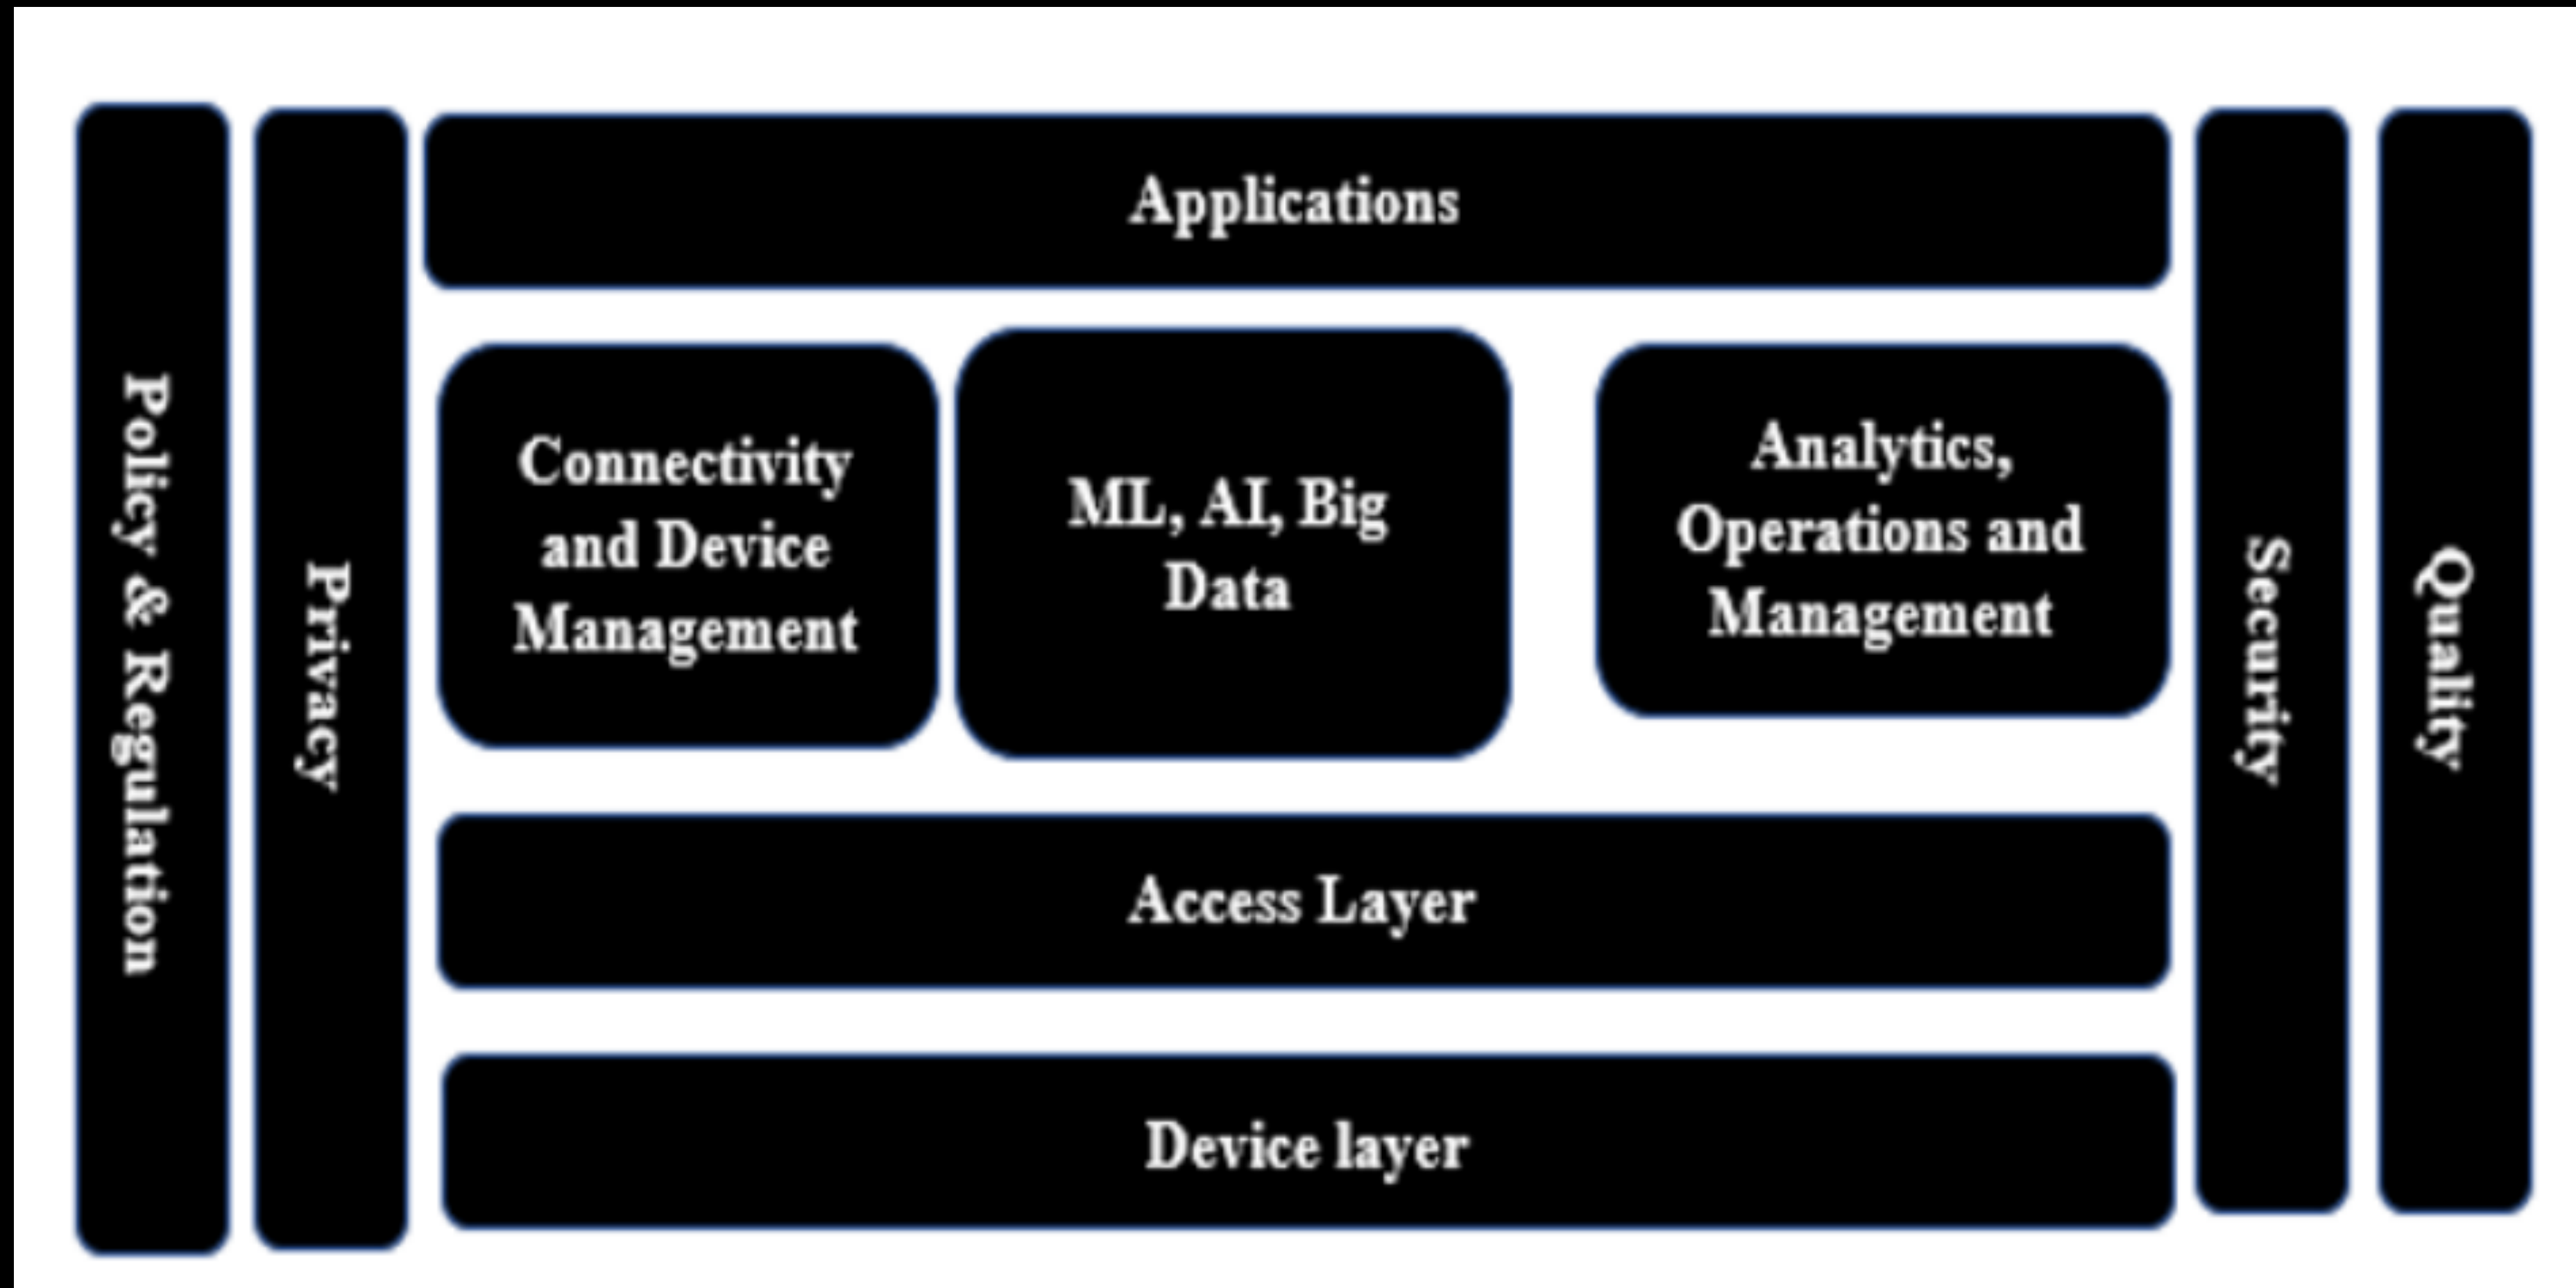 Policy & Regulation
Privacy
Applications
Connectivity
and Device
Management
ML, AI, Big
Data
Analytics,
Operations and
Management
Access Layer
Device layer
Security
Quality